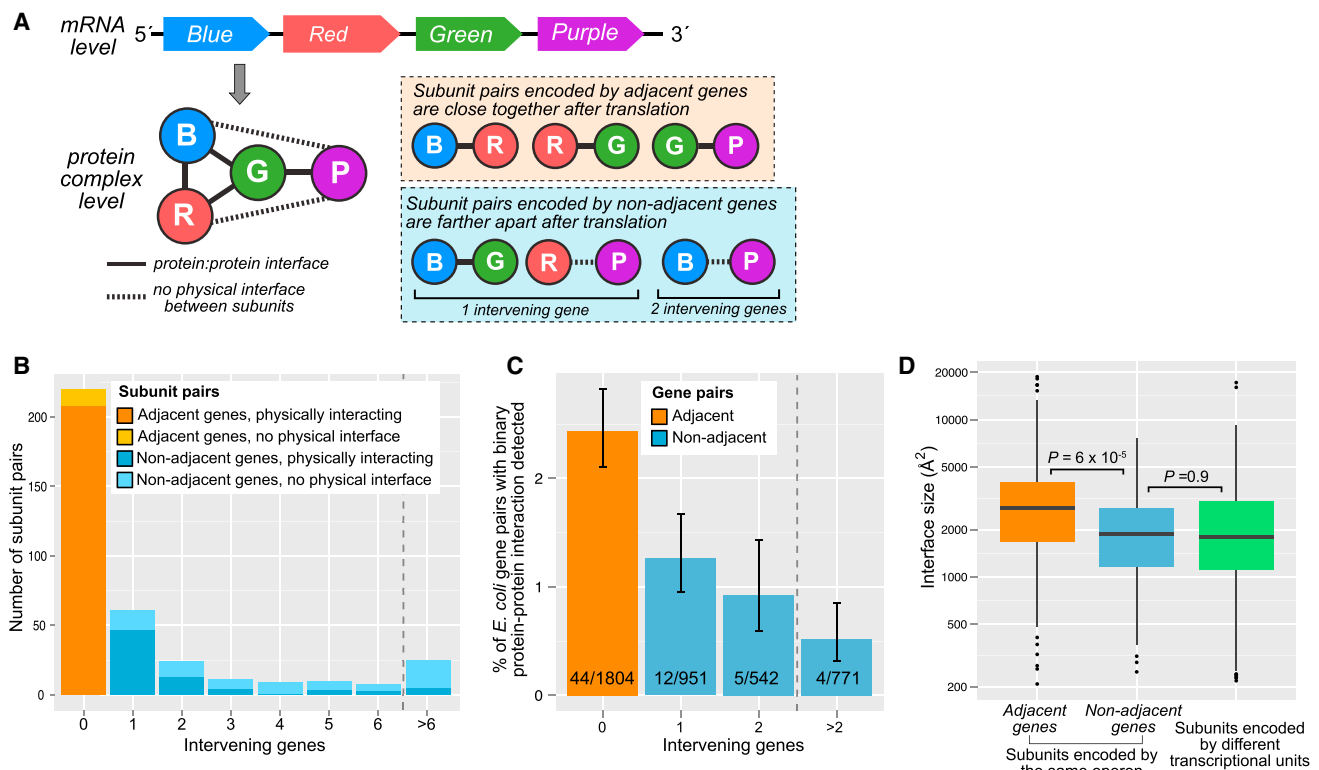 A
mRNA
level
5´ Blue Red Green Purple 3´
protein
complex
level
B
G
P
R
protein:protein interface
no physical interface
between subunits
Subunit pairs encoded by adjacent genes
are close together after translation
B R R G G P
Subunit pairs encoded by non-adjacent genes
are farther apart after translation
B G R P B P
1 intervening gene
2 intervening genes
B
Number of subunit pairs
200
150
100
50
0
Subunit pairs
Adjacent genes, physically interacting
Adjacent genes, no physical interface
Non-adjacent genes, physically interacting
Non-adjacent genes, no physical interface
0 1 2 3 4 5 6 >6
Intervening genes
C
% of E. coli gene pairs with binary
protein-protein interaction detected
2
1
0
Gene pairs
Adjacent
Non-adjacent
44/1804 12/951 5/542 4/771
0 1 2 >2
Intervening genes
D
Interface size (Å2)
20000
10000
5000
2000
1000
500
200
P = 6 x 10-5
P =0.9
Adjacent
genes
Non-adjacent
genes
Subunits encoded by
the same operon
Subunits encoded
by different
transcriptional units